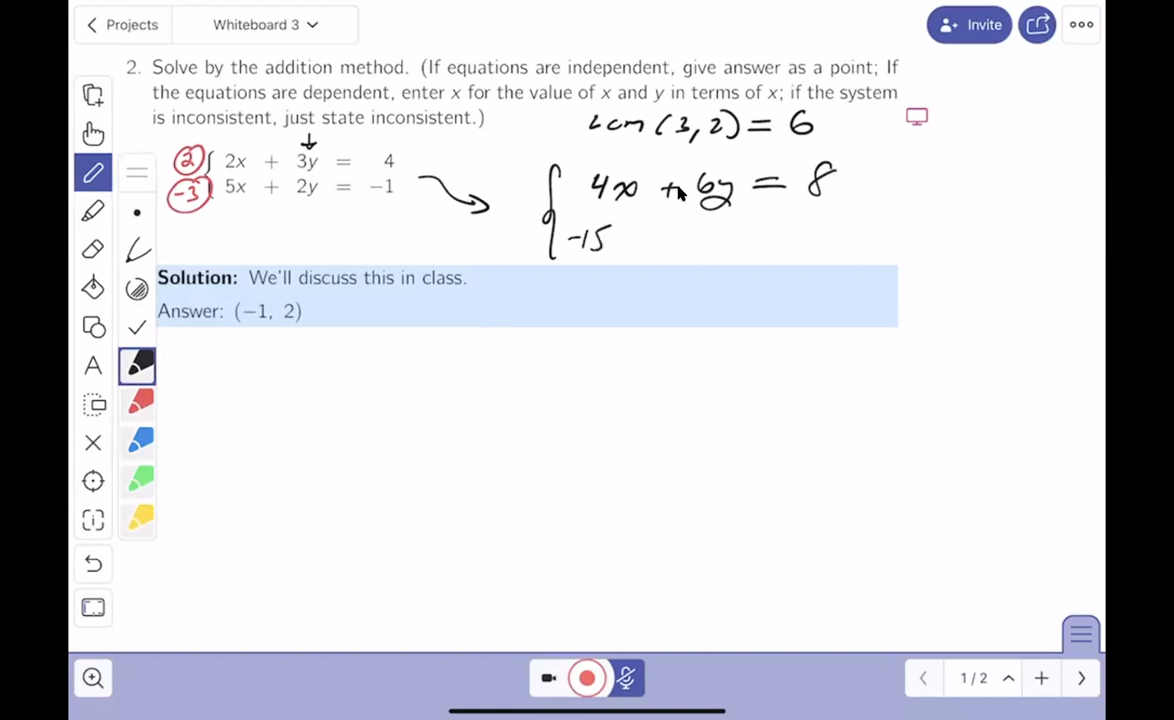 Projects
Whiteboard 3
Invite
2. Solve by the addition method. (If equations are independent, give answer as a point; If
the equations are dependent, enter x for the value of x and y in terms of x; if the system
is inconsistent, just state inconsistent.)
Lcm (3, 2) = 6
2 { 2x + 3y = 4
-3 5x + 2y = −1
{ 4x + 6y = 8
-15
Solution: We'll discuss this in class.
Answer: (−1, 2)
A
1/2